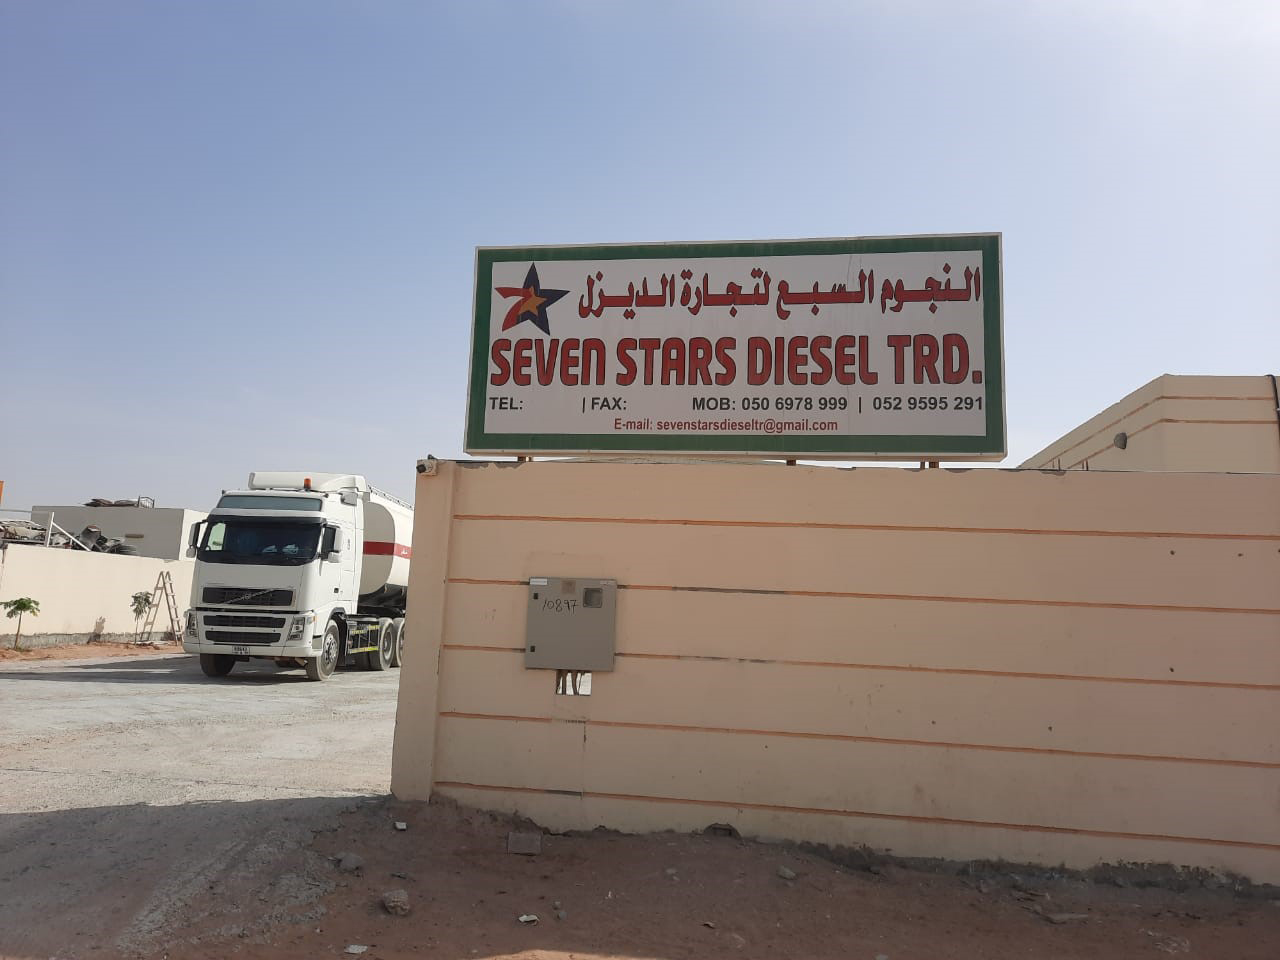 النجوم السبع لتجارة الديزل
SEVEN STARS DIESEL TRD.
TEL: | FAX: MOB: 050 6978 999 | 052 9595 291
E-mail: sevenstarsdieseltr@gmail.com
10897